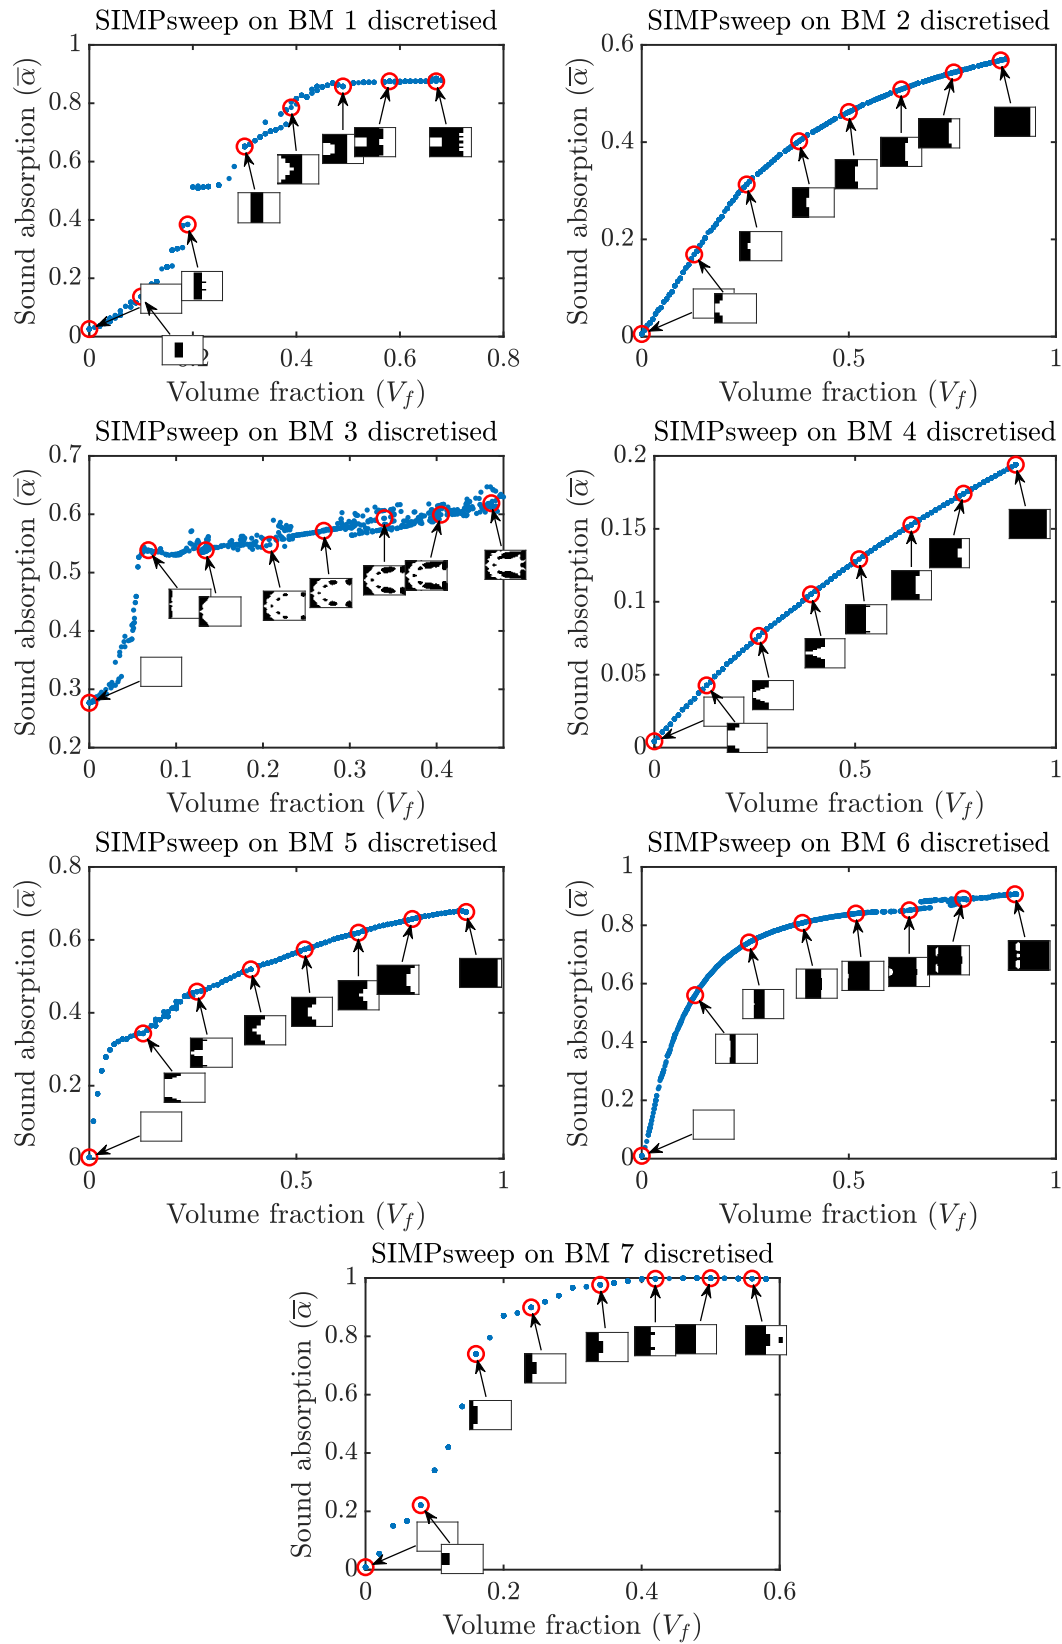 SIMPsweep on BM 1 discretised
Sound absorption (ᾱ)
1
0.8
0.6
0.4
0.2
0
0 0.2 0.4 0.6 0.8
Volume fraction (V_f)
SIMPsweep on BM 2 discretised
Sound absorption (ᾱ)
0.6
0.4
0.2
0
0 0.5 1
Volume fraction (V_f)
SIMPsweep on BM 3 discretised
Sound absorption (ᾱ)
0.7
0.6
0.5
0.4
0.3
0.2
0 0.1 0.2 0.3 0.4
Volume fraction (V_f)
SIMPsweep on BM 4 discretised
Sound absorption (ᾱ)
0.2
0.15
0.1
0.05
0
0 0.5 1
Volume fraction (V_f)
SIMPsweep on BM 5 discretised
Sound absorption (ᾱ)
0.8
0.6
0.4
0.2
0
0 0.5 1
Volume fraction (V_f)
SIMPsweep on BM 6 discretised
Sound absorption (ᾱ)
1
0.8
0.6
0.4
0.2
0
0 0.5 1
Volume fraction (V_f)
SIMPsweep on BM 7 discretised
Sound absorption (ᾱ)
1
0.8
0.6
0.4
0.2
0
0 0.2 0.4 0.6
Volume fraction (V_f)